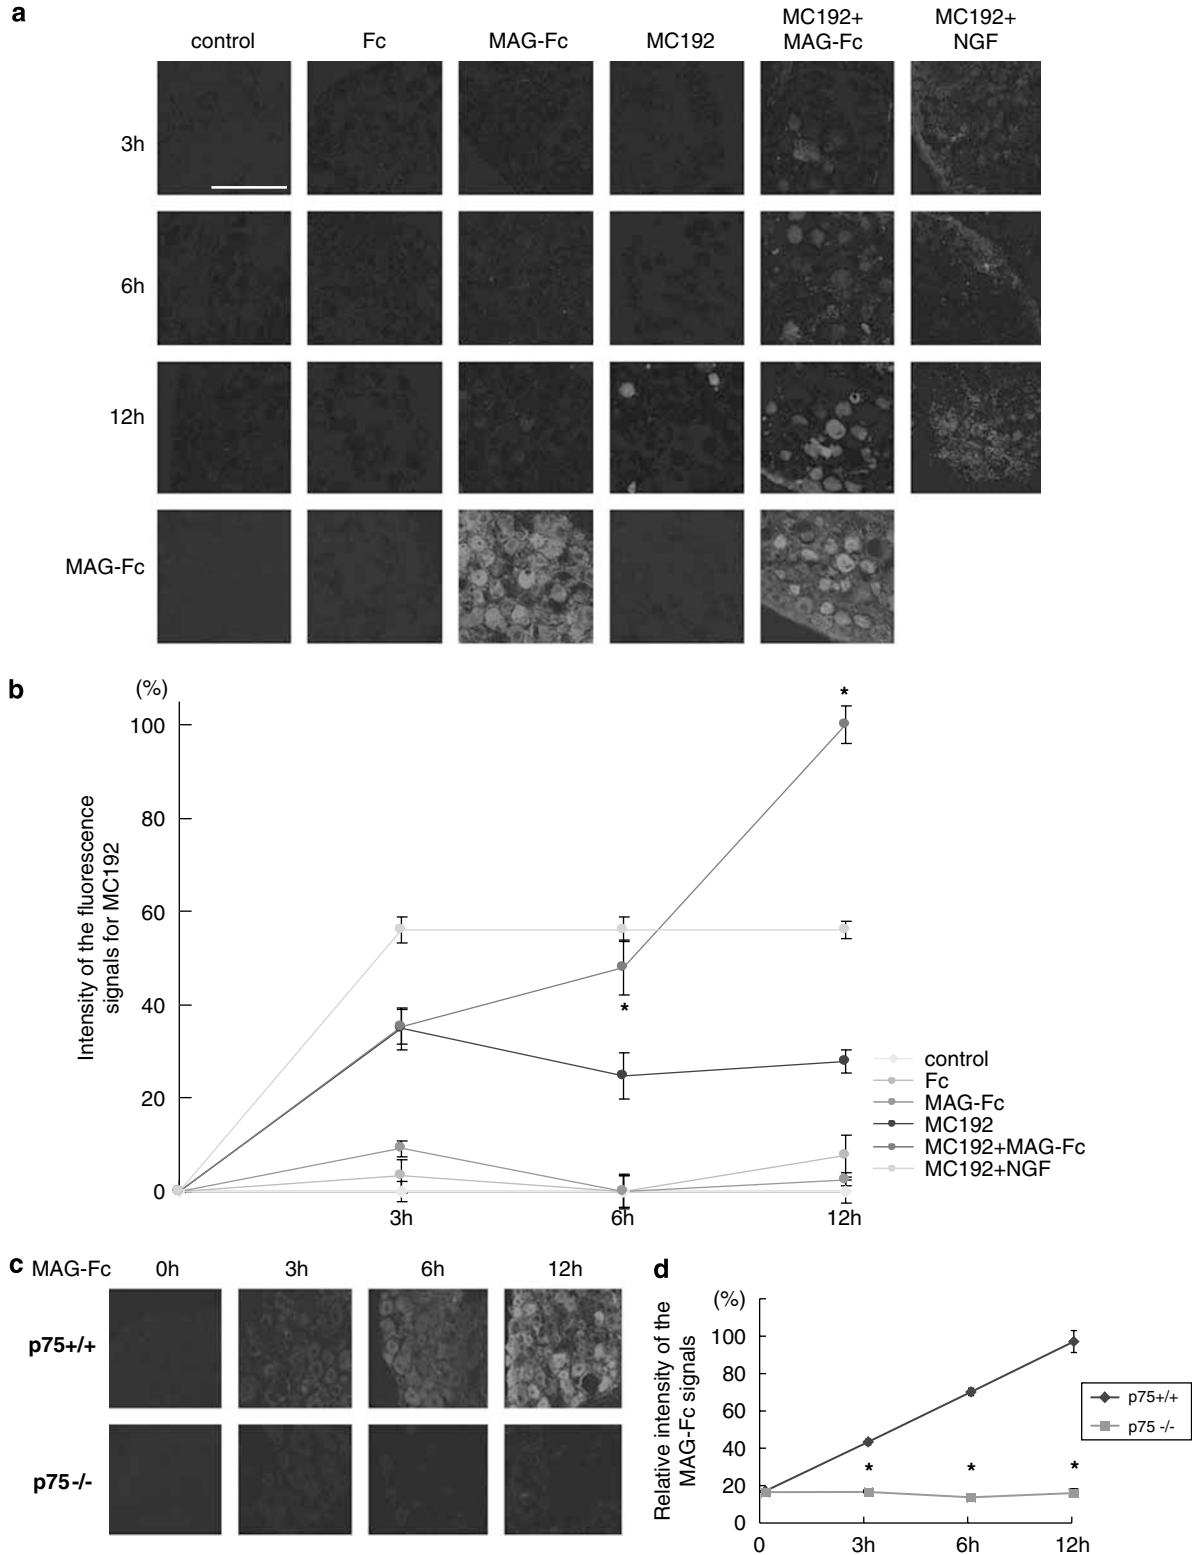 a
control
Fc
MAG-Fc
MC192
MC192+
MAG-Fc
MC192+
NGF
3h
6h
12h
MAG-Fc
b
(%)
100
80
60
40
20
0
Intensity of the fluorescence
signals for MC192
*
*
3h
6h
12h
control
Fc
MAG-Fc
MC192
MC192+MAG-Fc
MC192+NGF
c
MAG-Fc
0h
3h
6h
12h
p75+/+
p75-/-
d
(%)
100
80
60
40
20
0
Relative intensity of the
MAG-Fc signals
*
*
*
0
3h
6h
12h
p75+/+
p75 -/-